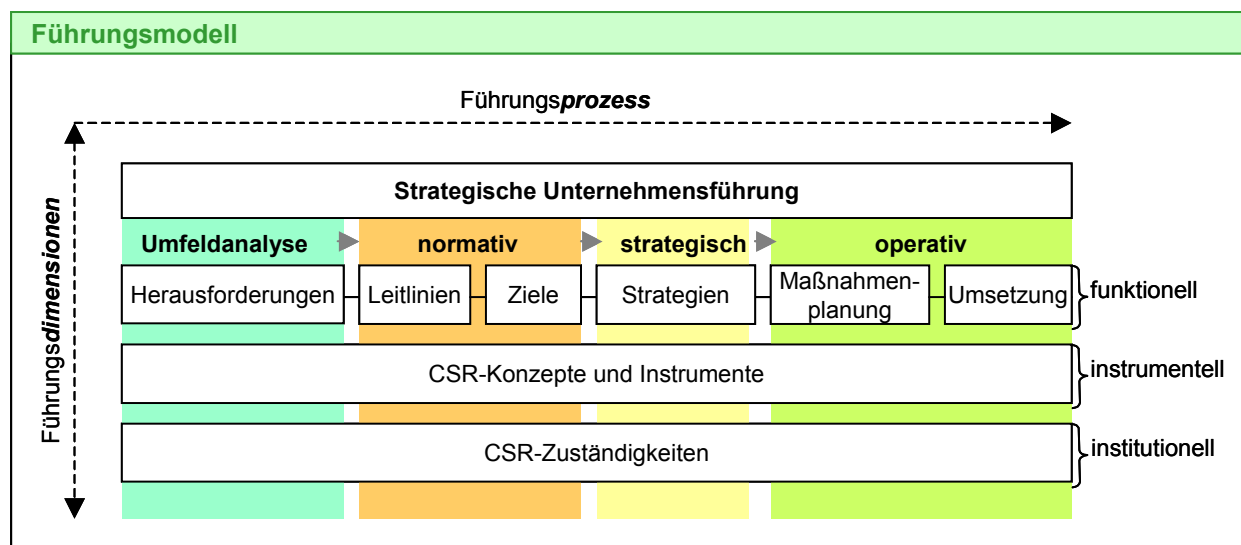 Führungsmodell
Führungsprozess
Führungsdimensionen
Strategische Unternehmensführung
Umfeldanalyse
normativ
strategisch
operativ
Herausforderungen
Leitlinien
Ziele
Strategien
Maßnahmen-
planung
Umsetzung
funktionell
CSR-Konzepte und Instrumente
instrumentell
CSR-Zuständigkeiten
institutionell